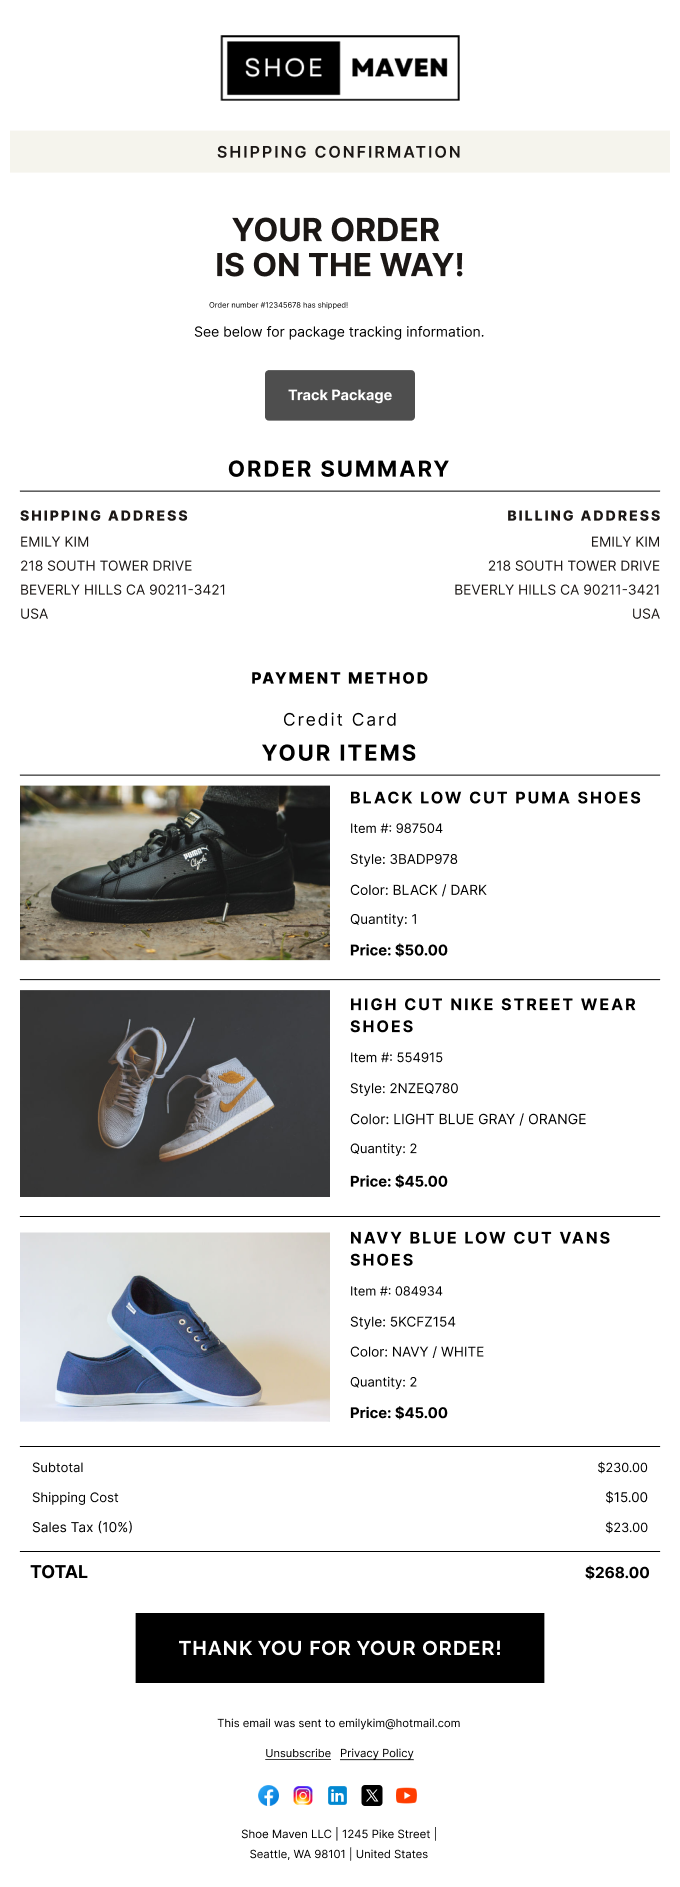 SHOE MAVEN
SHIPPING CONFIRMATION
YOUR ORDER
IS ON THE WAY!
Order number #12345678 has shipped!
See below for package tracking information.
Track Package
ORDER SUMMARY
SHIPPING ADDRESS
EMILY KIM
218 SOUTH TOWER DRIVE
BEVERLY HILLS CA 90211-3421
USA
BILLING ADDRESS
EMILY KIM
218 SOUTH TOWER DRIVE
BEVERLY HILLS CA 90211-3421
USA
PAYMENT METHOD
Credit Card
YOUR ITEMS
PUMA
Clyde
BLACK LOW CUT PUMA SHOES
Item #: 987504
Style: 3BADP978
Color: BLACK / DARK
Quantity: 1
Price: $50.00
HIGH CUT NIKE STREET WEAR
SHOES
Item #: 554915
Style: 2NZEQ780
Color: LIGHT BLUE GRAY / ORANGE
Quantity: 2
Price: $45.00
NAVY BLUE LOW CUT VANS
SHOES
Item #: 084934
Style: 5KCFZ154
Color: NAVY / WHITE
Quantity: 2
Price: $45.00
Subtotal $230.00
Shipping Cost $15.00
Sales Tax (10%) $23.00
TOTAL $268.00
THANK YOU FOR YOUR ORDER!
This email was sent to emilykim@hotmail.com
Unsubscribe Privacy Policy
Shoe Maven LLC | 1245 Pike Street |
Seattle, WA 98101 | United States